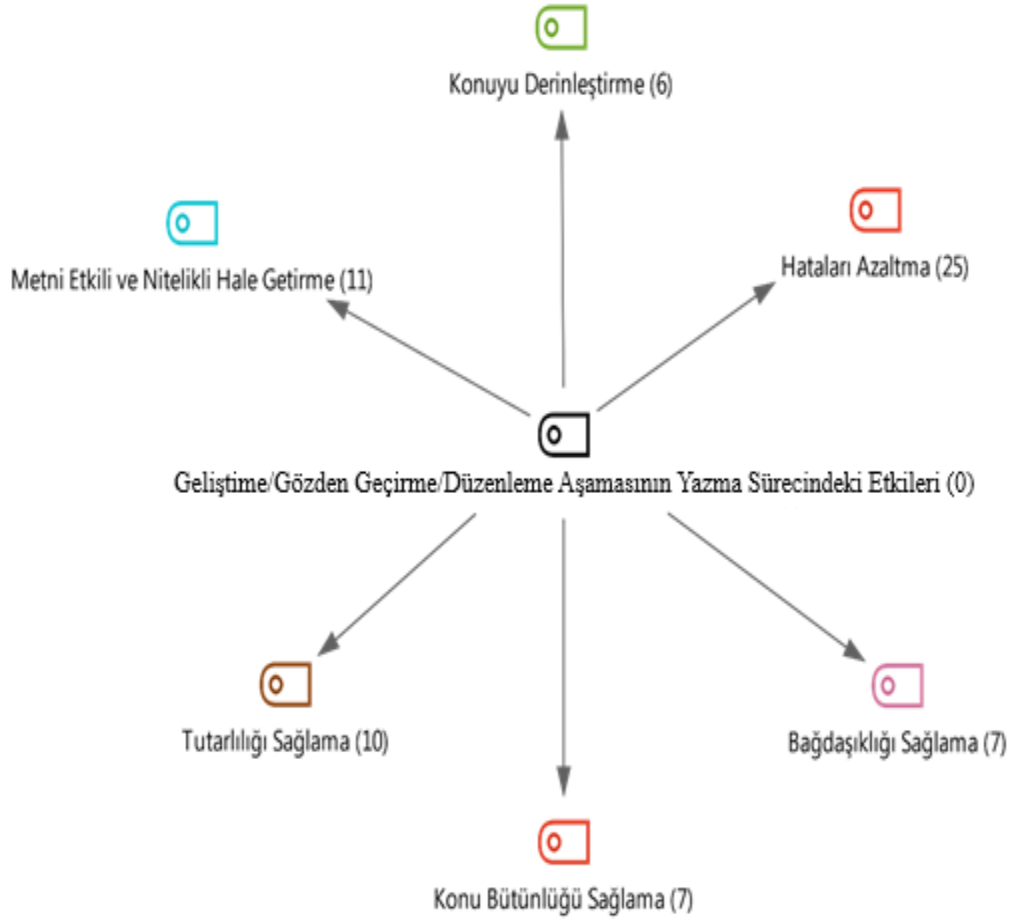 Konuyu Derinleştirme (6)
Hataları Azaltma (25)
Metni Etkili ve Nitelikli Hale Getirme (11)
Geliştime/Gözden Geçirme/Düzenleme Aşamasının Yazma Sürecindeki Etkileri (0)
Tutarlılığı Sağlama (10)
Bağdaşıklığı Sağlama (7)
Konu Bütünlüğü Sağlama (7)